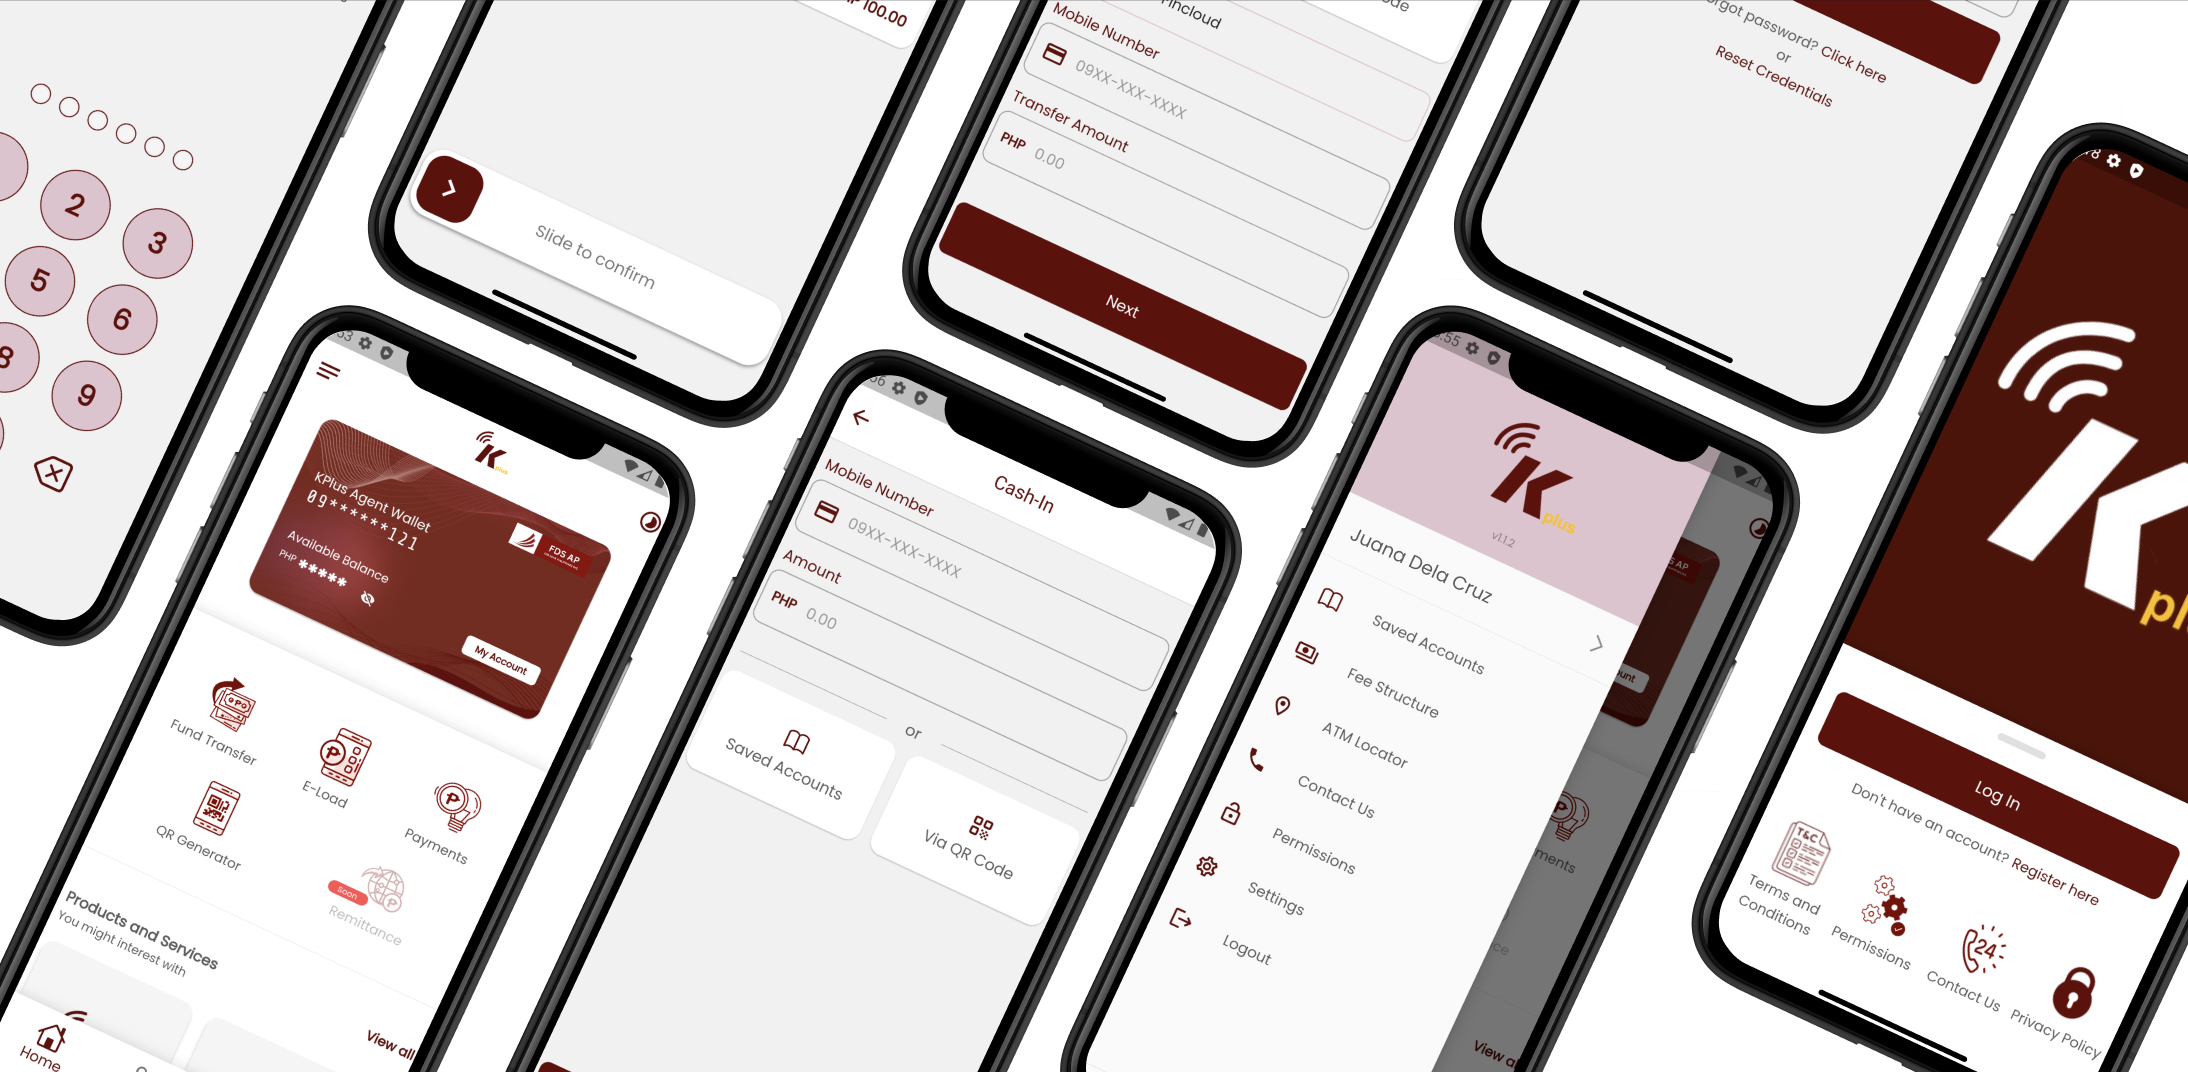 2
3
5
6
8
9
100.00
Slide to confirm
Mobile Number
09XX-XXX-XXXX
Transfer Amount
PHP 0.00
Next
password? Click here
or
Reset Credentials
K
plus
KPlus Agent Wallet
09******121
Available Balance
PHP *****
FDS AP
My Account
Fund Transfer
E-Load
Payments
QR Generator
Soon
Remittance
Products and Services
You might interest with
View all
Home
Cash-In
Mobile Number
09XX-XXX-XXXX
Amount
PHP 0.00
or
Saved Accounts
Via QR Code
K
plus
v1.1.2
Juana Dela Cruz
Saved Accounts
Fee Structure
ATM Locator
Contact Us
Permissions
Settings
Logout
K
Log In
Don't have an account? Register here
T&C
Terms and
Conditions
Permissions
24
Contact Us
Privacy Policy